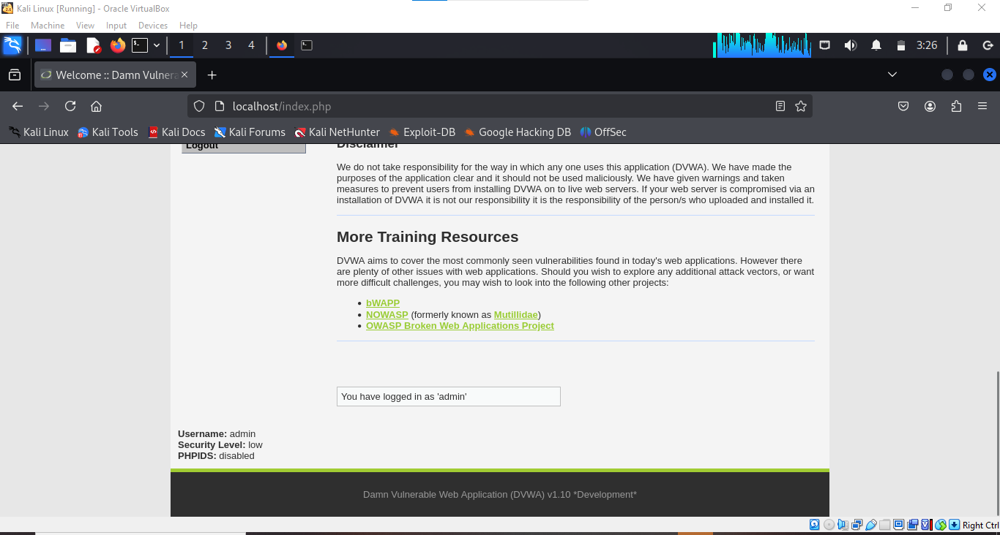 Kali Linux [Running] - Oracle VirtualBox
File Machine View Input Devices Help
1 2 3 4 3:26
Welcome :: Damn Vulnera
localhost/index.php
Kali Linux Kali Tools Kali Docs Kali Forums Kali NetHunter Exploit-DB Google Hacking DB OffSec
Logout
Disclaimer
We do not take responsibility for the way in which any one uses this application (DVWA). We have made the
purposes of the application clear and it should not be used maliciously. We have given warnings and taken
measures to prevent users from installing DVWA on to live web servers. If your web server is compromised via an
installation of DVWA it is not our responsibility it is the responsibility of the person/s who uploaded and installed it.
More Training Resources
DVWA aims to cover the most commonly seen vulnerabilities found in today's web applications. However there
are plenty of other issues with web applications. Should you wish to explore any additional attack vectors, or want
more difficult challenges, you may wish to look into the following other projects:
• bWAPP
• NOWASP (formerly known as Mutillidae)
• OWASP Broken Web Applications Project
You have logged in as 'admin'
Username: admin
Security Level: low
PHPIDS: disabled
Damn Vulnerable Web Application (DVWA) v1.10 *Development*
Right Ctrl